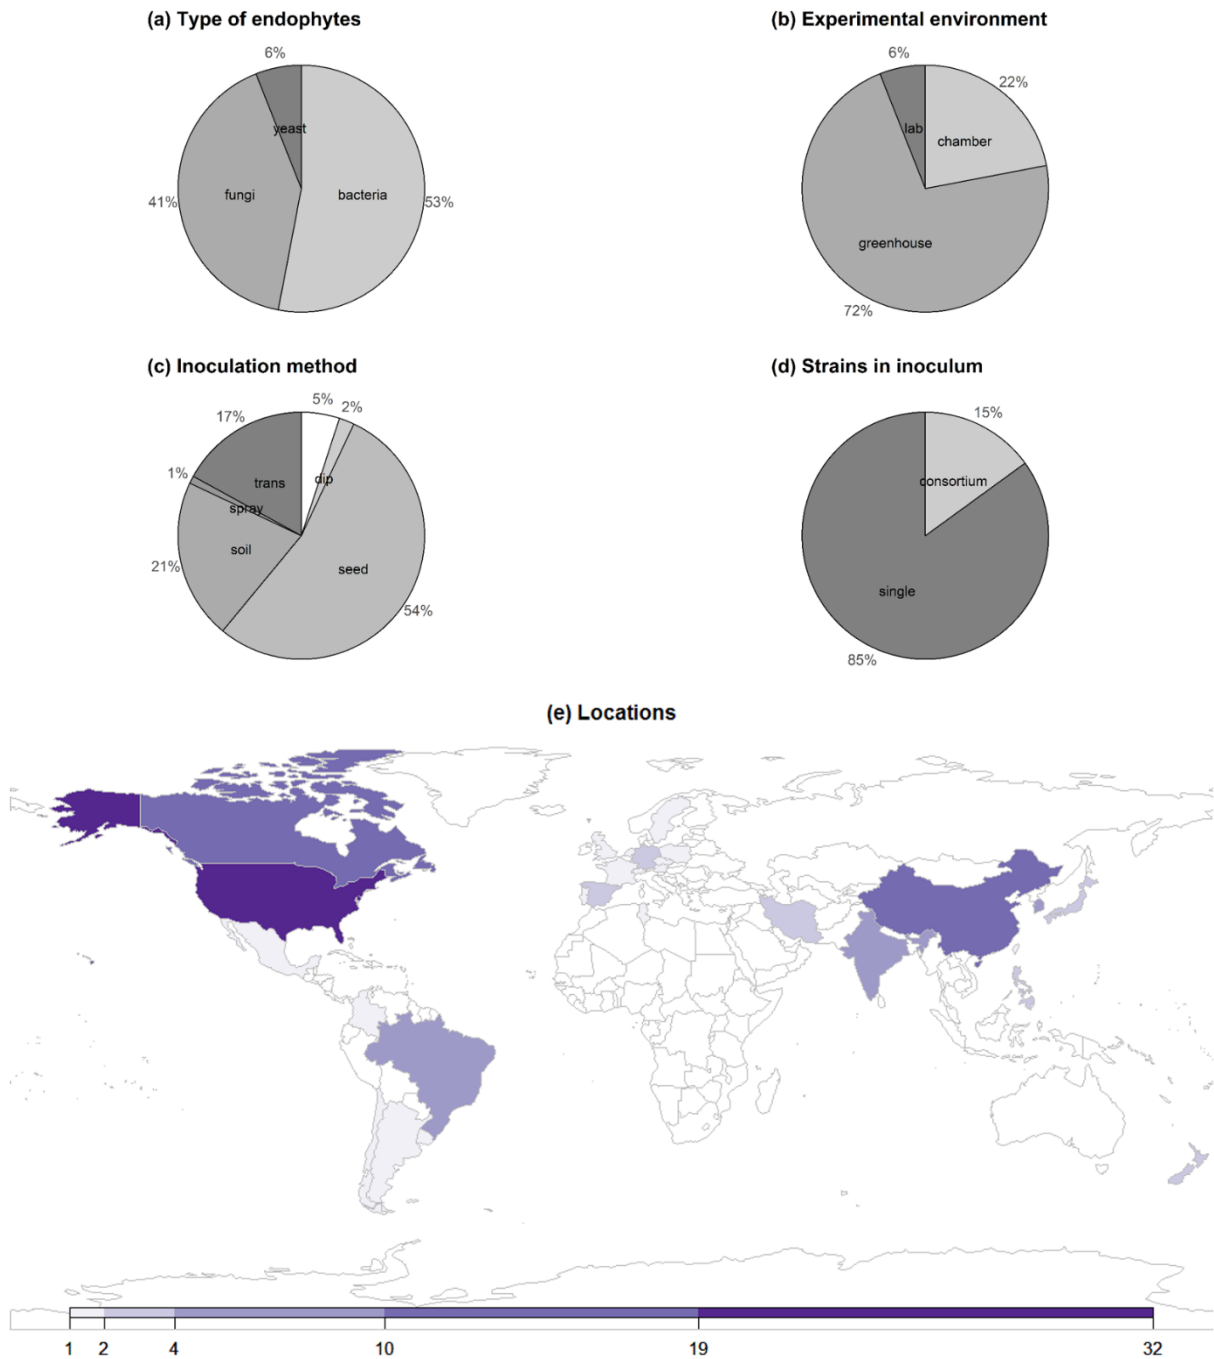 (a) Type of endophytes
(b) Experimental environment
6%
yeast
fungi
bacteria
41%
53%
6%
22%
lab
chamber
greenhouse
72%
(c) Inoculation method
(d) Strains in inoculum
5%
2%
17%
dip
trans
1%
spray
soil
seed
21%
54%
15%
consortium
single
85%
(e) Locations
1 2 4 10 19 32